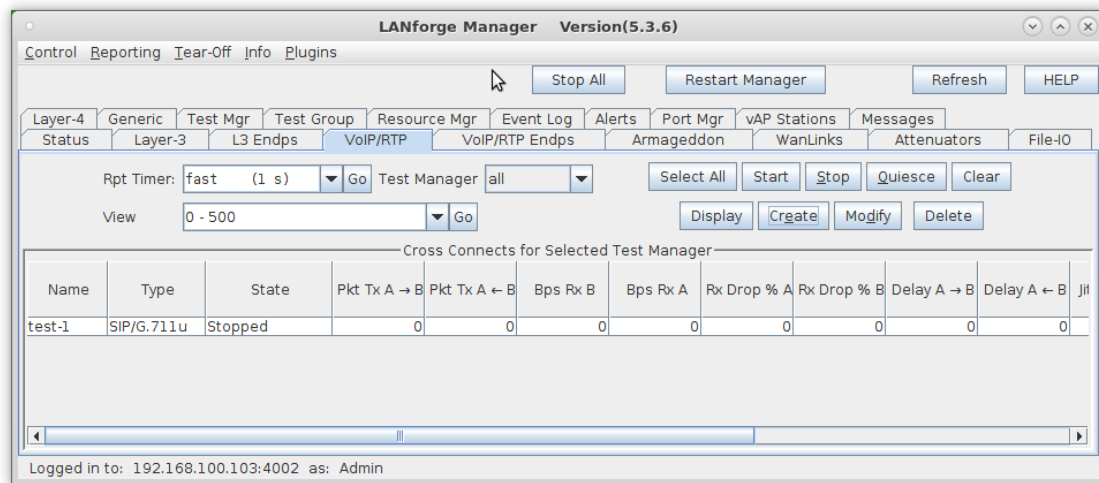 LANforge Manager Version(5.3.6)
Control Reporting Tear-Off Info Plugins
Stop All Restart Manager Refresh HELP
Layer-4 Generic Test Mgr Test Group Resource Mgr Event Log Alerts Port Mgr vAP Stations Messages
Status Layer-3 L3 Endps VoIP/RTP VoIP/RTP Endps Armageddon WanLinks Attenuators File-IO
Rpt Timer: fast (1 s) Go Test Manager all Select All Start Stop Quiesce Clear
View 0 - 500 Go Display Create Modify Delete
Cross Connects for Selected Test Manager
Name Type State Pkt Tx A → B Pkt Tx A ← B Bps Rx B Bps Rx A Rx Drop % A Rx Drop % B Delay A → B Delay A ← B
test-1 SIP/G.711u Stopped 0 0 0 0 0 0 0 0
Logged in to: 192.168.100.103:4002 as: Admin